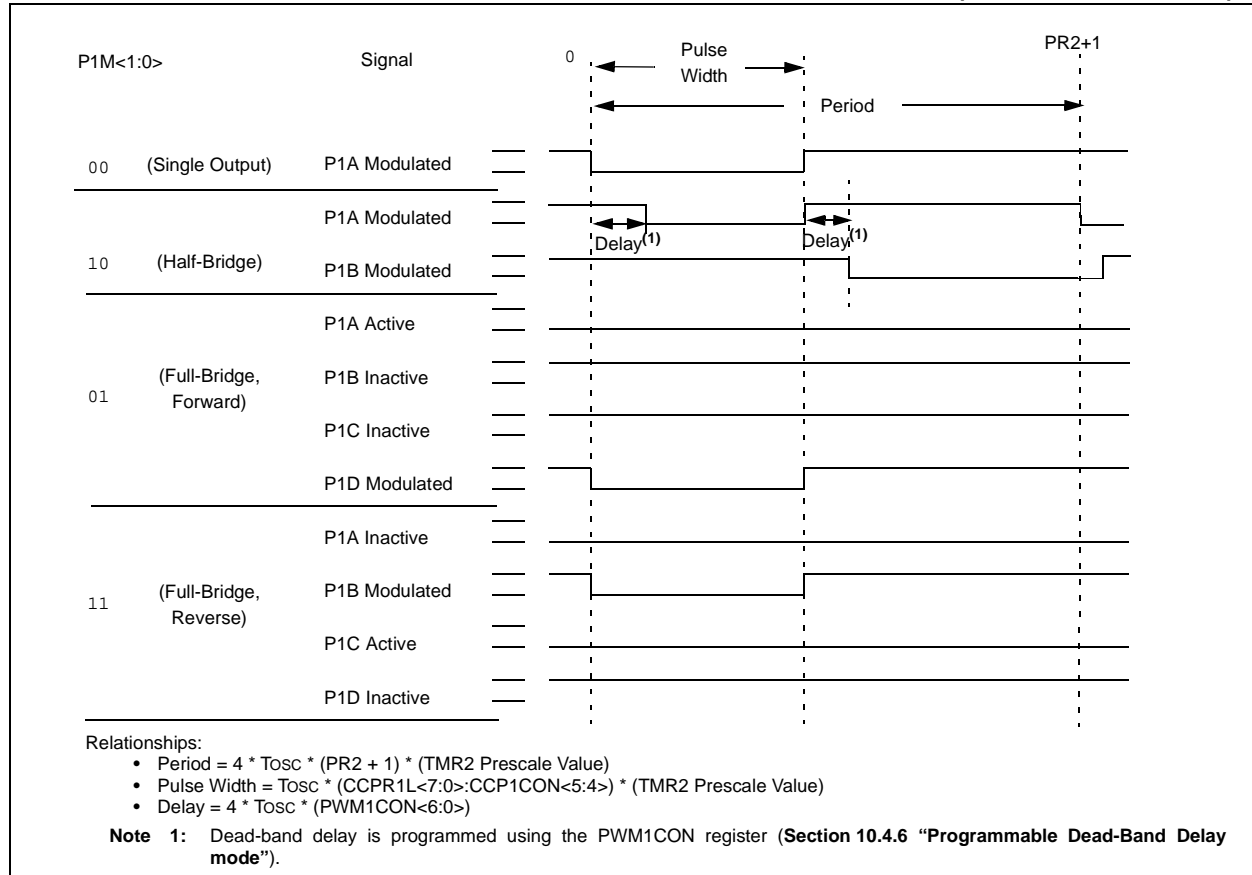 P1M<1:0>
Signal
0
Pulse
Width
PR2+1
Period
00 (Single Output) P1A Modulated
P1A Modulated
Delay(1) Delay(1)
10 (Half-Bridge)
P1B Modulated
P1A Active
(Full-Bridge,
Forward)
P1B Inactive
01
P1C Inactive
P1D Modulated
P1A Inactive
(Full-Bridge,
Reverse)
P1B Modulated
11
P1C Active
P1D Inactive
Relationships:
• Period = 4 * TOSC * (PR2 + 1) * (TMR2 Prescale Value)
• Pulse Width = TOSC * (CCPR1L<7:0>:CCP1CON<5:4>) * (TMR2 Prescale Value)
• Delay = 4 * TOSC * (PWM1CON<6:0>)
Note 1: Dead-band delay is programmed using the PWM1CON register (Section 10.4.6 “Programmable Dead-Band Delay
mode”).